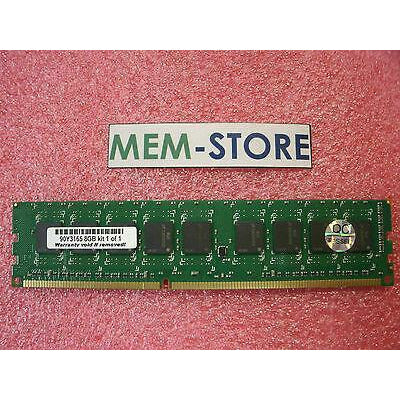 MEM-STORE
90Y3165 8GB kit 1 of 1
Warranty void if removed!
QC